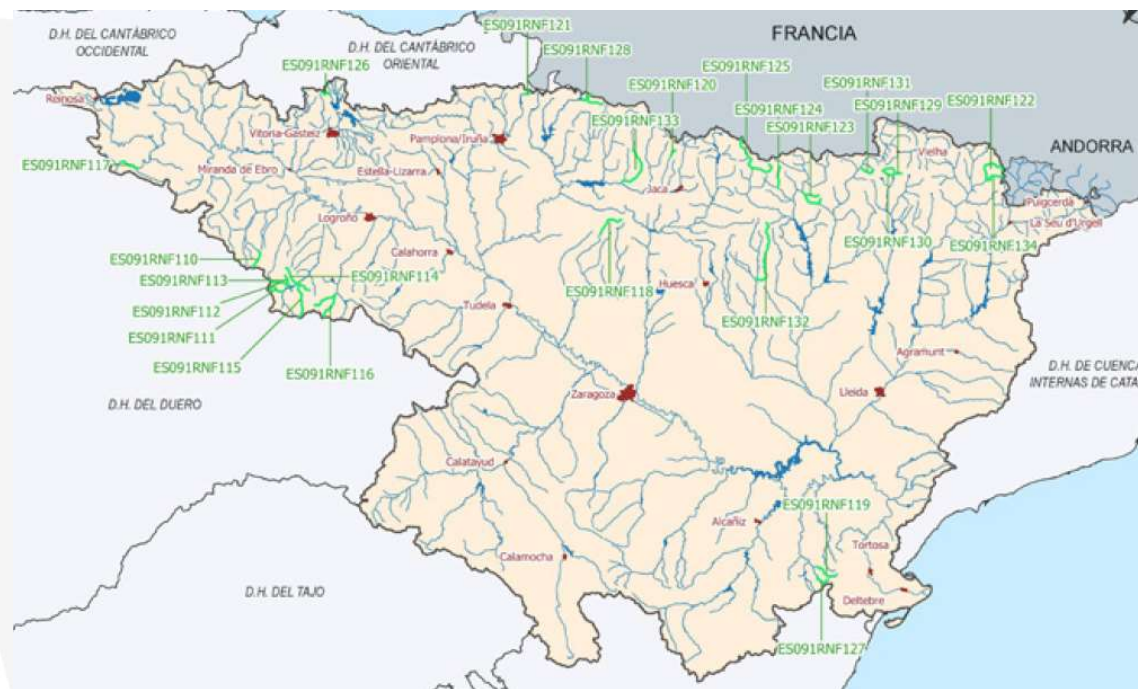 ES091RNF121
FRANCIA
D.H. DEL CANTÁBRICO
OCCIDENTAL
D.H. DEL CANTÁBRICO
ORIENTAL
ES091RNF128
ES091RNF126
ES091RNF125
ES091RNF120
ES091RNF131
ES091RNF129
ES091RNF122
Reinosa
ES091RNF124
ES091RNF133
ES091RNF123
Vitoria-Gasteiz
Pamplona/Iruña
ANDORRA
Vielha
ES091RNF117
Miranda de Ebro
Estella-Lizarra
Jaca
Puigcerdà
Logroño
La Seu d'Urgell
ES091RNF130
ES091RNF134
Calahorra
ES091RNF110
ES091RNF114
ES091RNF113
Huesca
ES091RNF118
ES091RNF112
Tudela
ES091RNF132
ES091RNF111
ES091RNF115
ES091RNF116
Agramunt
D.H. DE CUENCA
INTERNAS DE CATA
Zaragoza
Lleida
D.H. DEL DUERO
Calatayud
ES091RNF119
Alcañiz
Tortosa
Calamocha
D.H. DEL TAJO
Deltebre
ES091RNF127